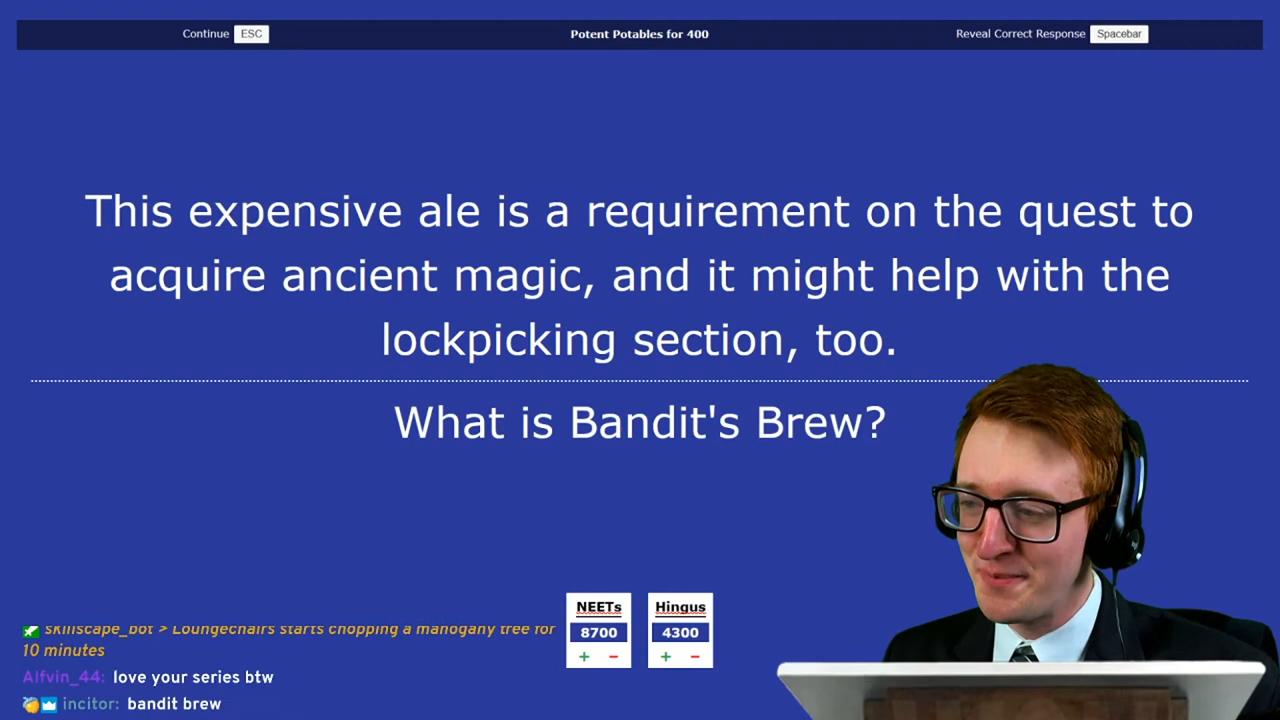 Continue ESC
Potent Potables for 400
Reveal Correct Response Spacebar
This expensive ale is a requirement on the quest to
acquire ancient magic, and it might help with the
lockpicking section, too.
What is Bandit's Brew?
NEETs
8700
+ −
Hingus
4300
+ −
skillscape_bot > Loungechairs starts chopping a mahogany tree for
10 minutes
Alfvin_44: love your series btw
incitor: bandit brew